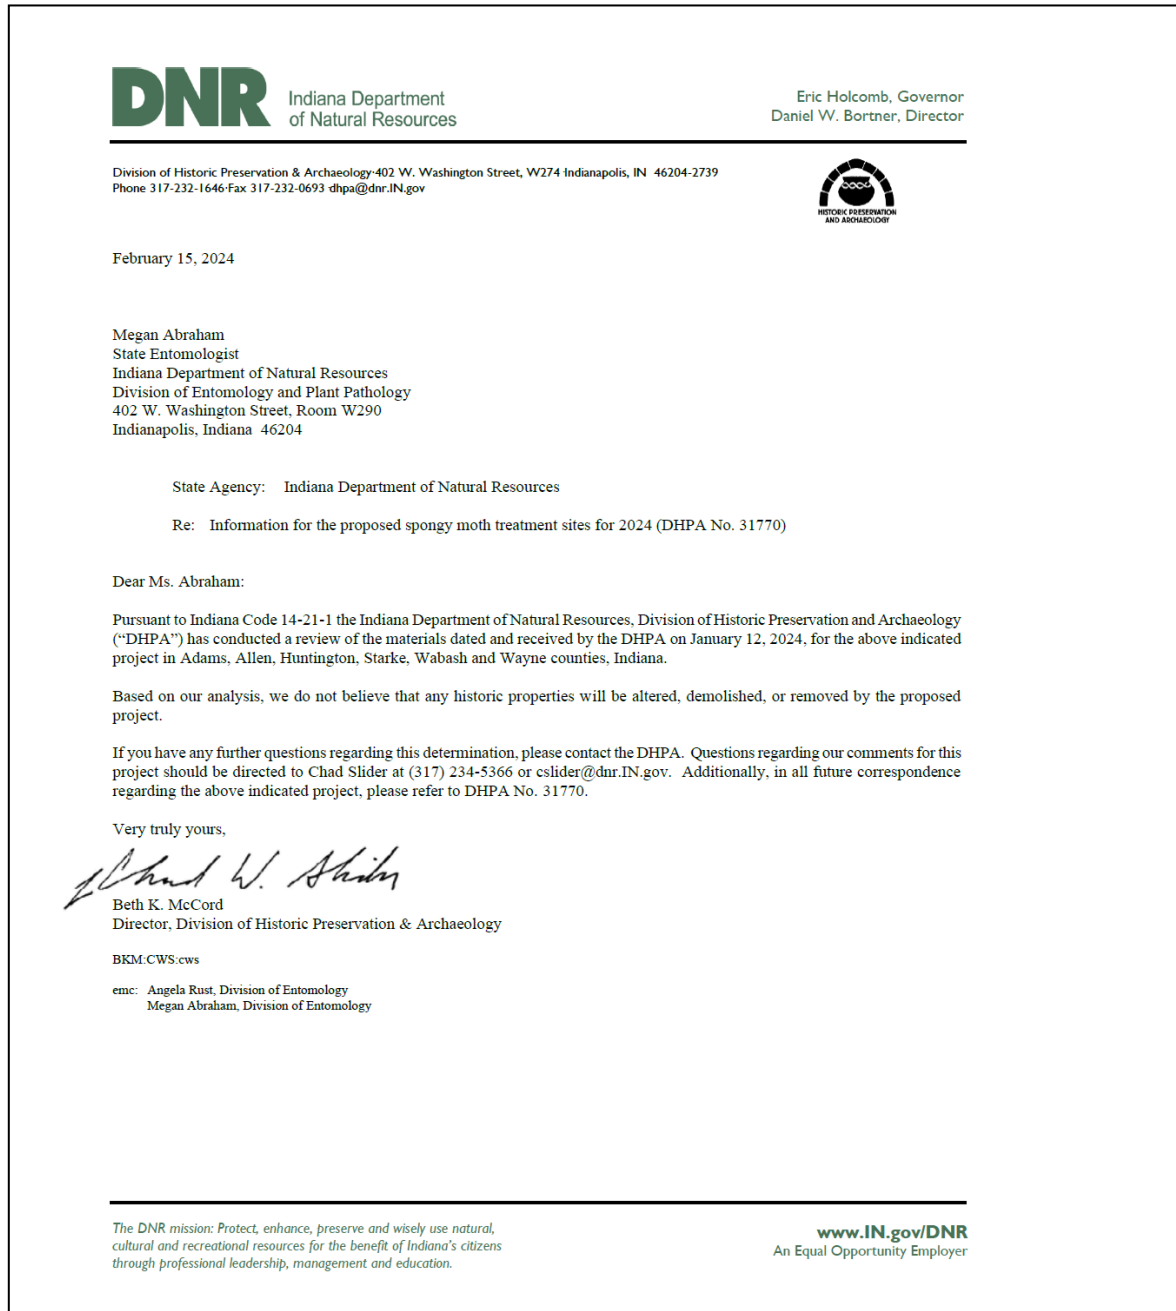 DNR
Indiana Department
of Natural Resources
Eric Holcomb, Governor
Daniel W. Bortner, Director
Division of Historic Preservation & Archaeology·402 W. Washington Street, W274·Indianapolis, IN 46204-2739
Phone 317-232-1646·Fax 317-232-0693·dhpa@dnr.IN.gov
HISTORIC PRESERVATION
AND ARCHAEOLOGY
February 15, 2024
Megan Abraham
State Entomologist
Indiana Department of Natural Resources
Division of Entomology and Plant Pathology
402 W. Washington Street, Room W290
Indianapolis, Indiana 46204
State Agency: Indiana Department of Natural Resources
Re: Information for the proposed spongy moth treatment sites for 2024 (DHPA No. 31770)
Dear Ms. Abraham:
Pursuant to Indiana Code 14-21-1 the Indiana Department of Natural Resources, Division of Historic Preservation and Archaeology
(“DHPA”) has conducted a review of the materials dated and received by the DHPA on January 12, 2024, for the above indicated
project in Adams, Allen, Huntington, Starke, Wabash and Wayne counties, Indiana.
Based on our analysis, we do not believe that any historic properties will be altered, demolished, or removed by the proposed
project.
If you have any further questions regarding this determination, please contact the DHPA. Questions regarding our comments for this
project should be directed to Chad Slider at (317) 234-5366 or cslider@dnr.IN.gov. Additionally, in all future correspondence
regarding the above indicated project, please refer to DHPA No. 31770.
Very truly yours,
Chad W. Slider
Beth K. McCord
Director, Division of Historic Preservation & Archaeology
BKM:CWS:cws
emc: Angela Rust, Division of Entomology
Megan Abraham, Division of Entomology
The DNR mission: Protect, enhance, preserve and wisely use natural,
cultural and recreational resources for the benefit of Indiana's citizens
through professional leadership, management and education.
www.IN.gov/DNR
An Equal Opportunity Employer